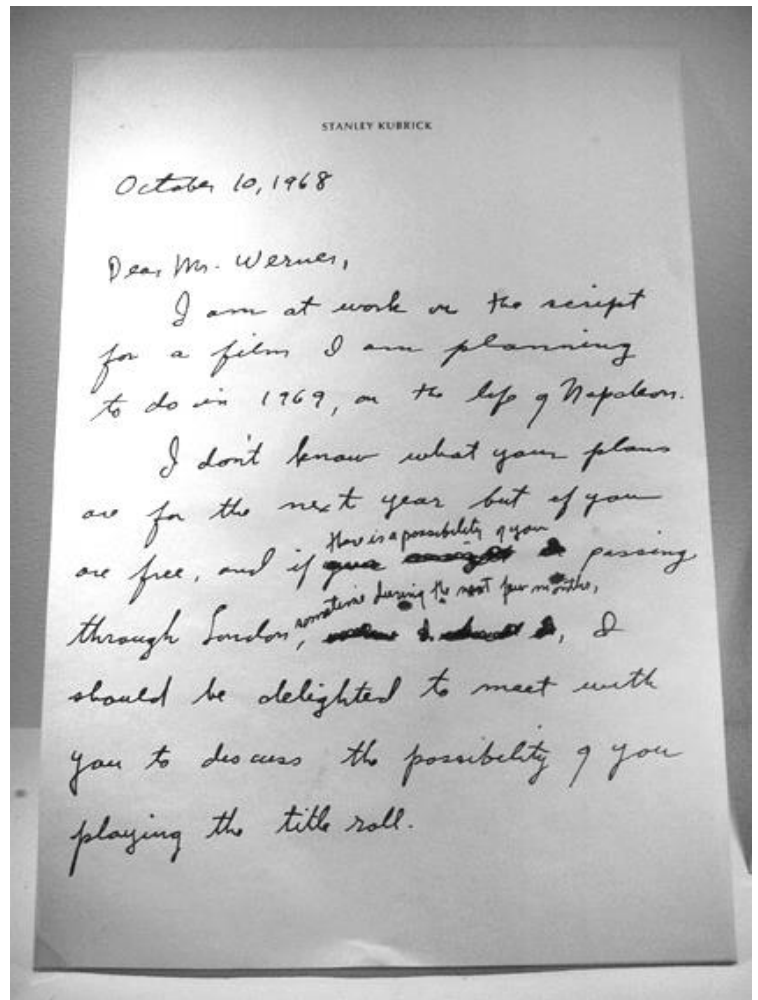 STANLEY KUBRICK
October 10, 1968
Dear Mr. Werner,
I am at work on the script
for a film I am planning
to do in 1969, on the life of Napoleon.
I don't know what your plans
are for the next year but if you
are free, and if there is a possibility of your passing
through London, sometime during the next few months, I
should be delighted to meet with
you to discuss the possibility of you
playing the title roll.